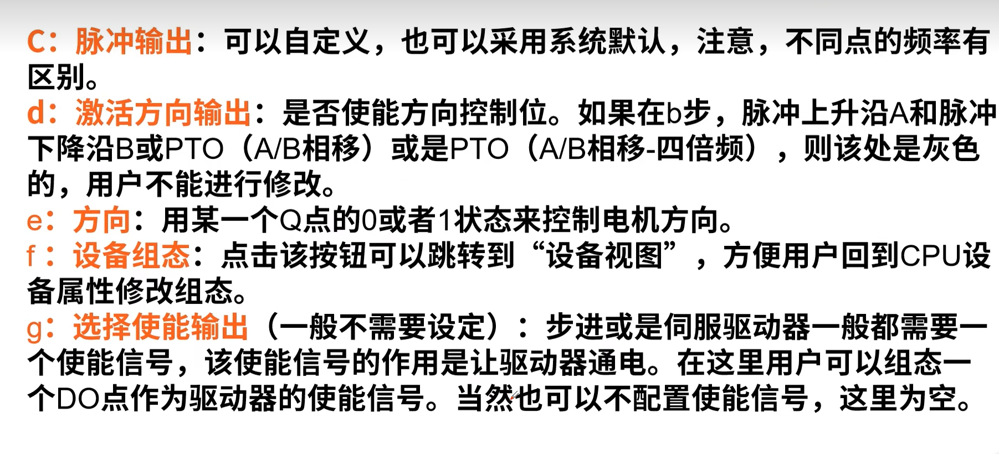 C：脉冲输出：可以自定义，也可以采用系统默认，注意，不同点的频率有
区别。
d：激活方向输出：是否使能方向控制位。如果在b步，脉冲上升沿A和脉冲
下降沿B或PTO（A/B相移）或是PTO（A/B相移-四倍频），则该处是灰色
的，用户不能进行修改。
e：方向：用某一个Q点的0或者1状态来控制电机方向。
f：设备组态：点击该按钮可以跳转到“设备视图”，方便用户回到CPU设
备属性修改组态。
g：选择使能输出（一般不需要设定）：步进或是伺服驱动器一般都需要一
个使能信号，该使能信号的作用是让驱动器通电。在这里用户可以组态一
个DO点作为驱动器的使能信号。当然也可以不配置使能信号，这里为空。